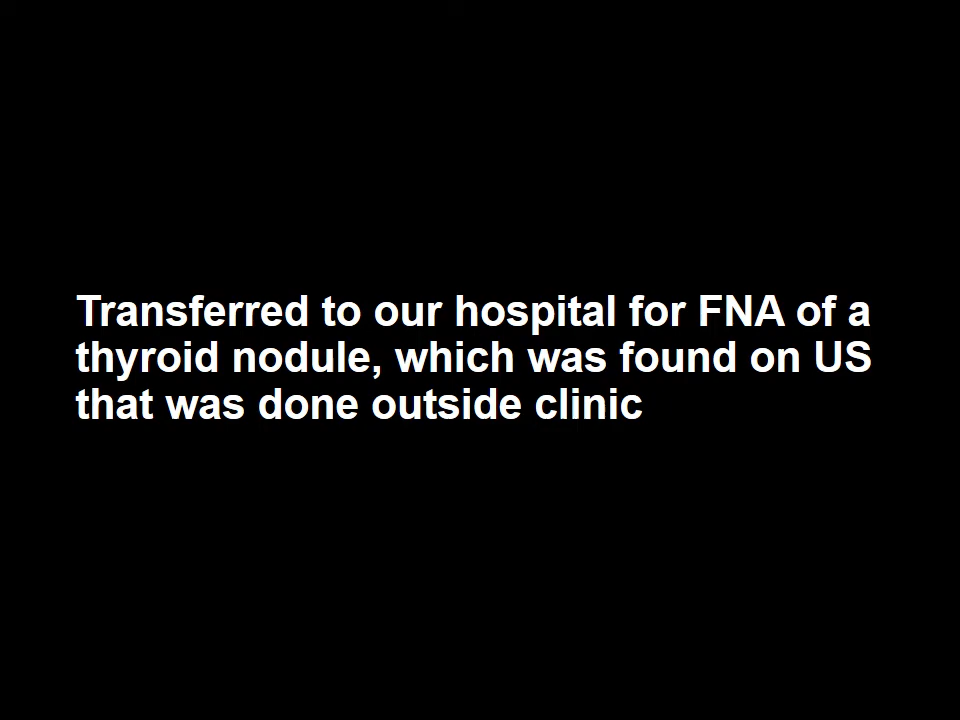 Transferred to our hospital for FNA of a
thyroid nodule, which was found on US
that was done outside clinic